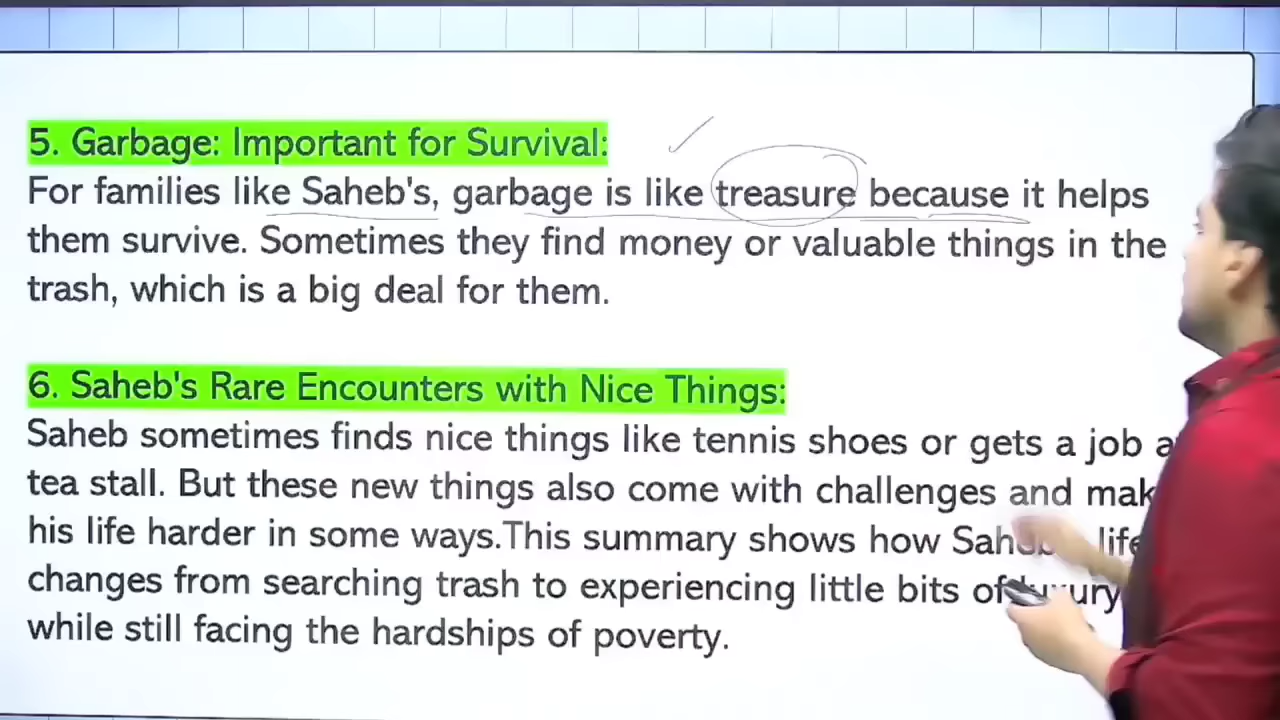 5. Garbage: Important for Survival:
For families like Saheb's, garbage is like treasure because it helps
them survive. Sometimes they find money or valuable things in the
trash, which is a big deal for them.
6. Saheb's Rare Encounters with Nice Things:
Saheb sometimes finds nice things like tennis shoes or gets a job
tea stall. But these new things also come with challenges and
his life harder in some ways.This summary shows how life
changes from searching trash to experiencing little bits of luxury
while still facing the hardships of poverty.